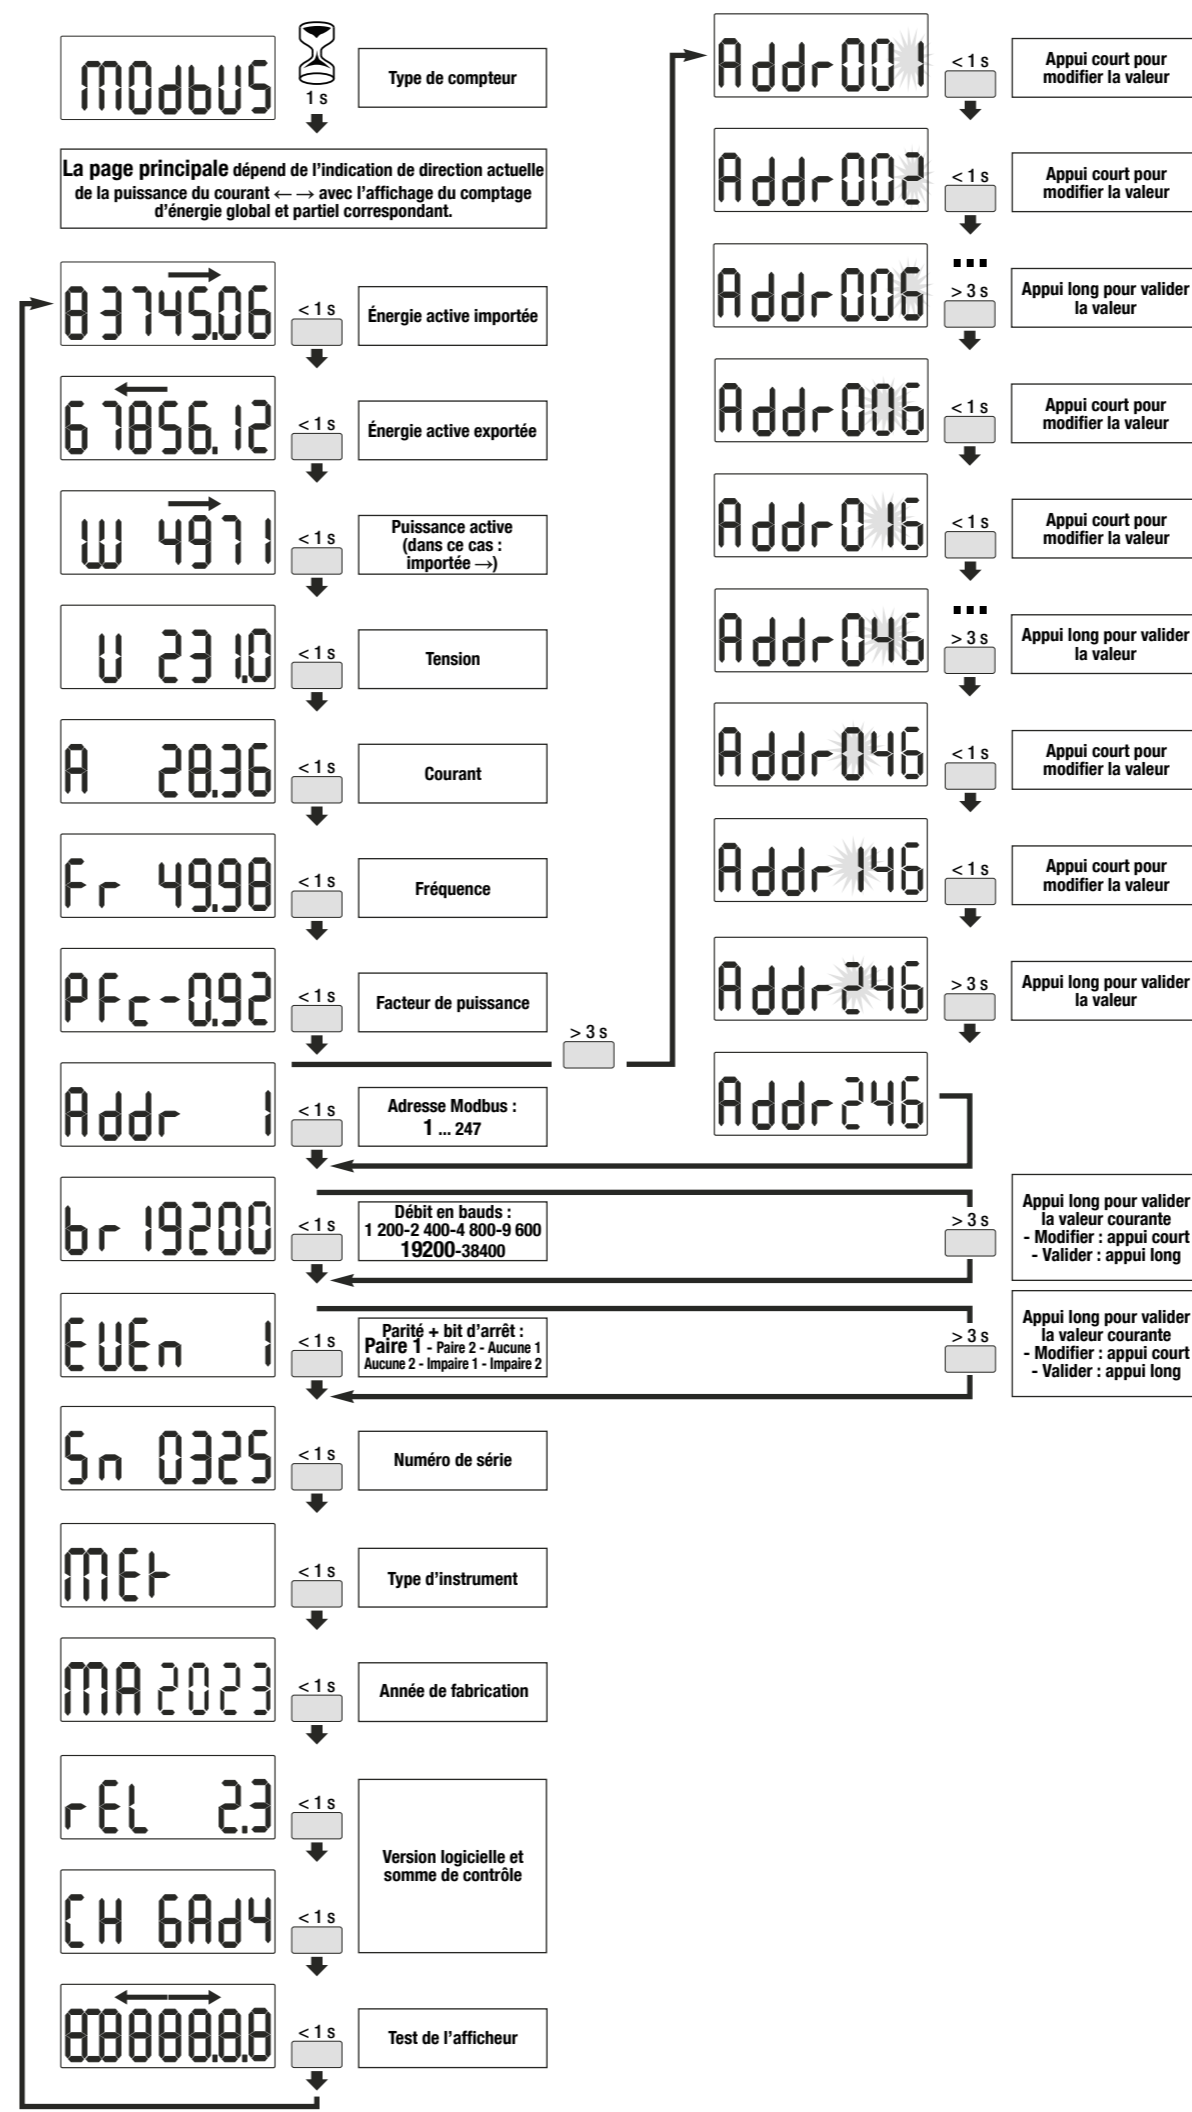 MOdbUS
1 s
Type de compteur
La page principale dépend de l'indication de direction actuelle
de la puissance du courant ←→ avec l'affichage du comptage
d'énergie global et partiel correspondant.
→
83745.06
< 1 s
Énergie active importée
←
67856.12
< 1 s
Énergie active exportée
→
W 4971
< 1 s
Puissance active
(dans ce cas :
importée →)
U 231.0
< 1 s
Tension
A 28.36
< 1 s
Courant
Fr 49.98
< 1 s
Fréquence
PFc-0.92
< 1 s
Facteur de puissance
> 3 s
Addr 1
< 1 s
Adresse Modbus :
1 ... 247
br 19200
< 1 s
Débit en bauds :
1 200-2 400-4 800-9 600
19200-38400
> 3 s
Appui long pour valider
la valeur courante
- Modifier : appui court
- Valider : appui long
EUEn 1
< 1 s
Parité + bit d'arrêt :
Paire 1 - Paire 2 - Aucune 1
Aucune 2 - Impaire 1 - Impaire 2
> 3 s
Appui long pour valider
la valeur courante
- Modifier : appui court
- Valider : appui long
Sn 0325
< 1 s
Numéro de série
MEt
< 1 s
Type d'instrument
MA2023
< 1 s
Année de fabrication
rEL 2.3
< 1 s
CH 6Ad4
< 1 s
Version logicielle et
somme de contrôle
←→
8.8.8888.8.8
< 1 s
Test de l'afficheur
Addr001
< 1 s
Appui court pour
modifier la valeur
Addr002
< 1 s
Appui court pour
modifier la valeur
Addr006
...
> 3 s
Appui long pour valider
la valeur
Addr006
< 1 s
Appui court pour
modifier la valeur
Addr016
< 1 s
Appui court pour
modifier la valeur
Addr046
...
> 3 s
Appui long pour valider
la valeur
Addr046
< 1 s
Appui court pour
modifier la valeur
Addr146
< 1 s
Appui court pour
modifier la valeur
Addr246
> 3 s
Appui long pour valider
la valeur
Addr246